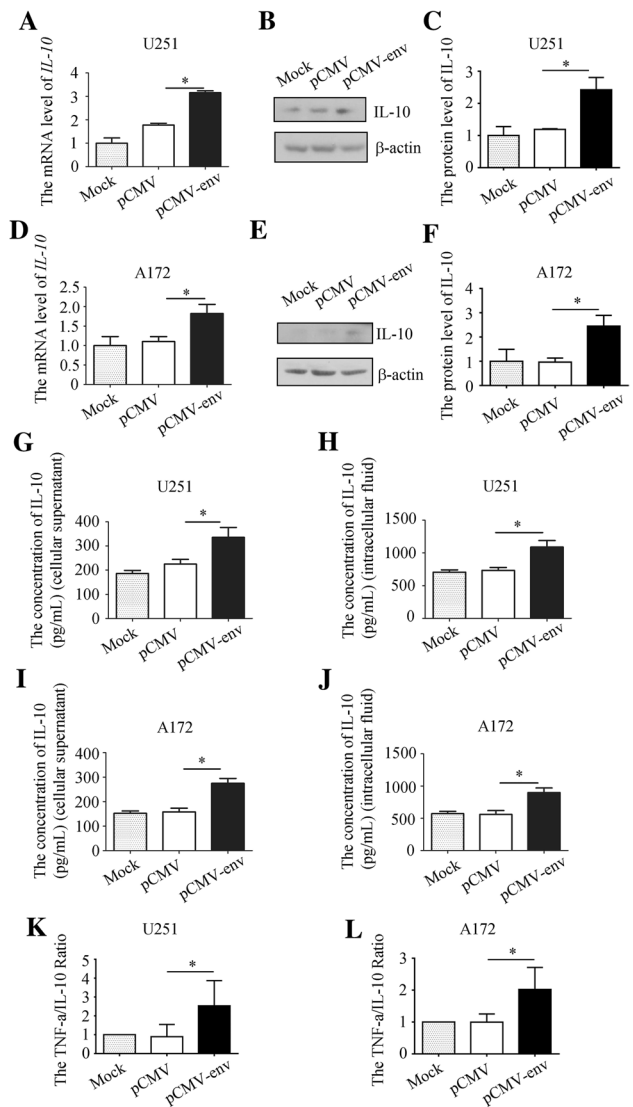 A
U251
The mRNA level of IL-10
4
3
2
1
0
*
Mock
pCMV
pCMV-env
B
Mock
pCMV
pCMV-env
IL-10
β-actin
C
U251
The protein level of IL-10
3
2
1
0
*
Mock
pCMV
pCMV-env
D
A172
The mRNA level of IL-10
2.5
2.0
1.5
1.0
0.5
0.0
*
Mock
pCMV
pCMV-env
E
Mock
pCMV
pCMV-env
IL-10
β-actin
F
A172
The protein level of IL-10
4
3
2
1
0
*
Mock
pCMV
pCMV-env
G
U251
The concentration of IL-10
(pg/mL) (cellular supernatant)
400
300
200
100
0
*
Mock
pCMV
pCMV-env
H
U251
The concentration of IL-10
(pg/mL) (intracellular fluid)
1500
1000
500
0
*
Mock
pCMV
pCMV-env
I
A172
The concentration of IL-10
(pg/mL) (cellular supernatant)
400
300
200
100
0
*
Mock
pCMV
pCMV-env
J
A172
The concentration of IL-10
(pg/mL) (intracellular fluid)
1500
1000
500
0
*
Mock
pCMV
pCMV-env
K
U251
The TNF-a/IL-10 Ratio
5
4
3
2
1
0
*
Mock
pCMV
pCMV-env
L
A172
The TNF-a/IL-10 Ratio
3
2
1
0
*
Mock
pCMV
pCMV-env